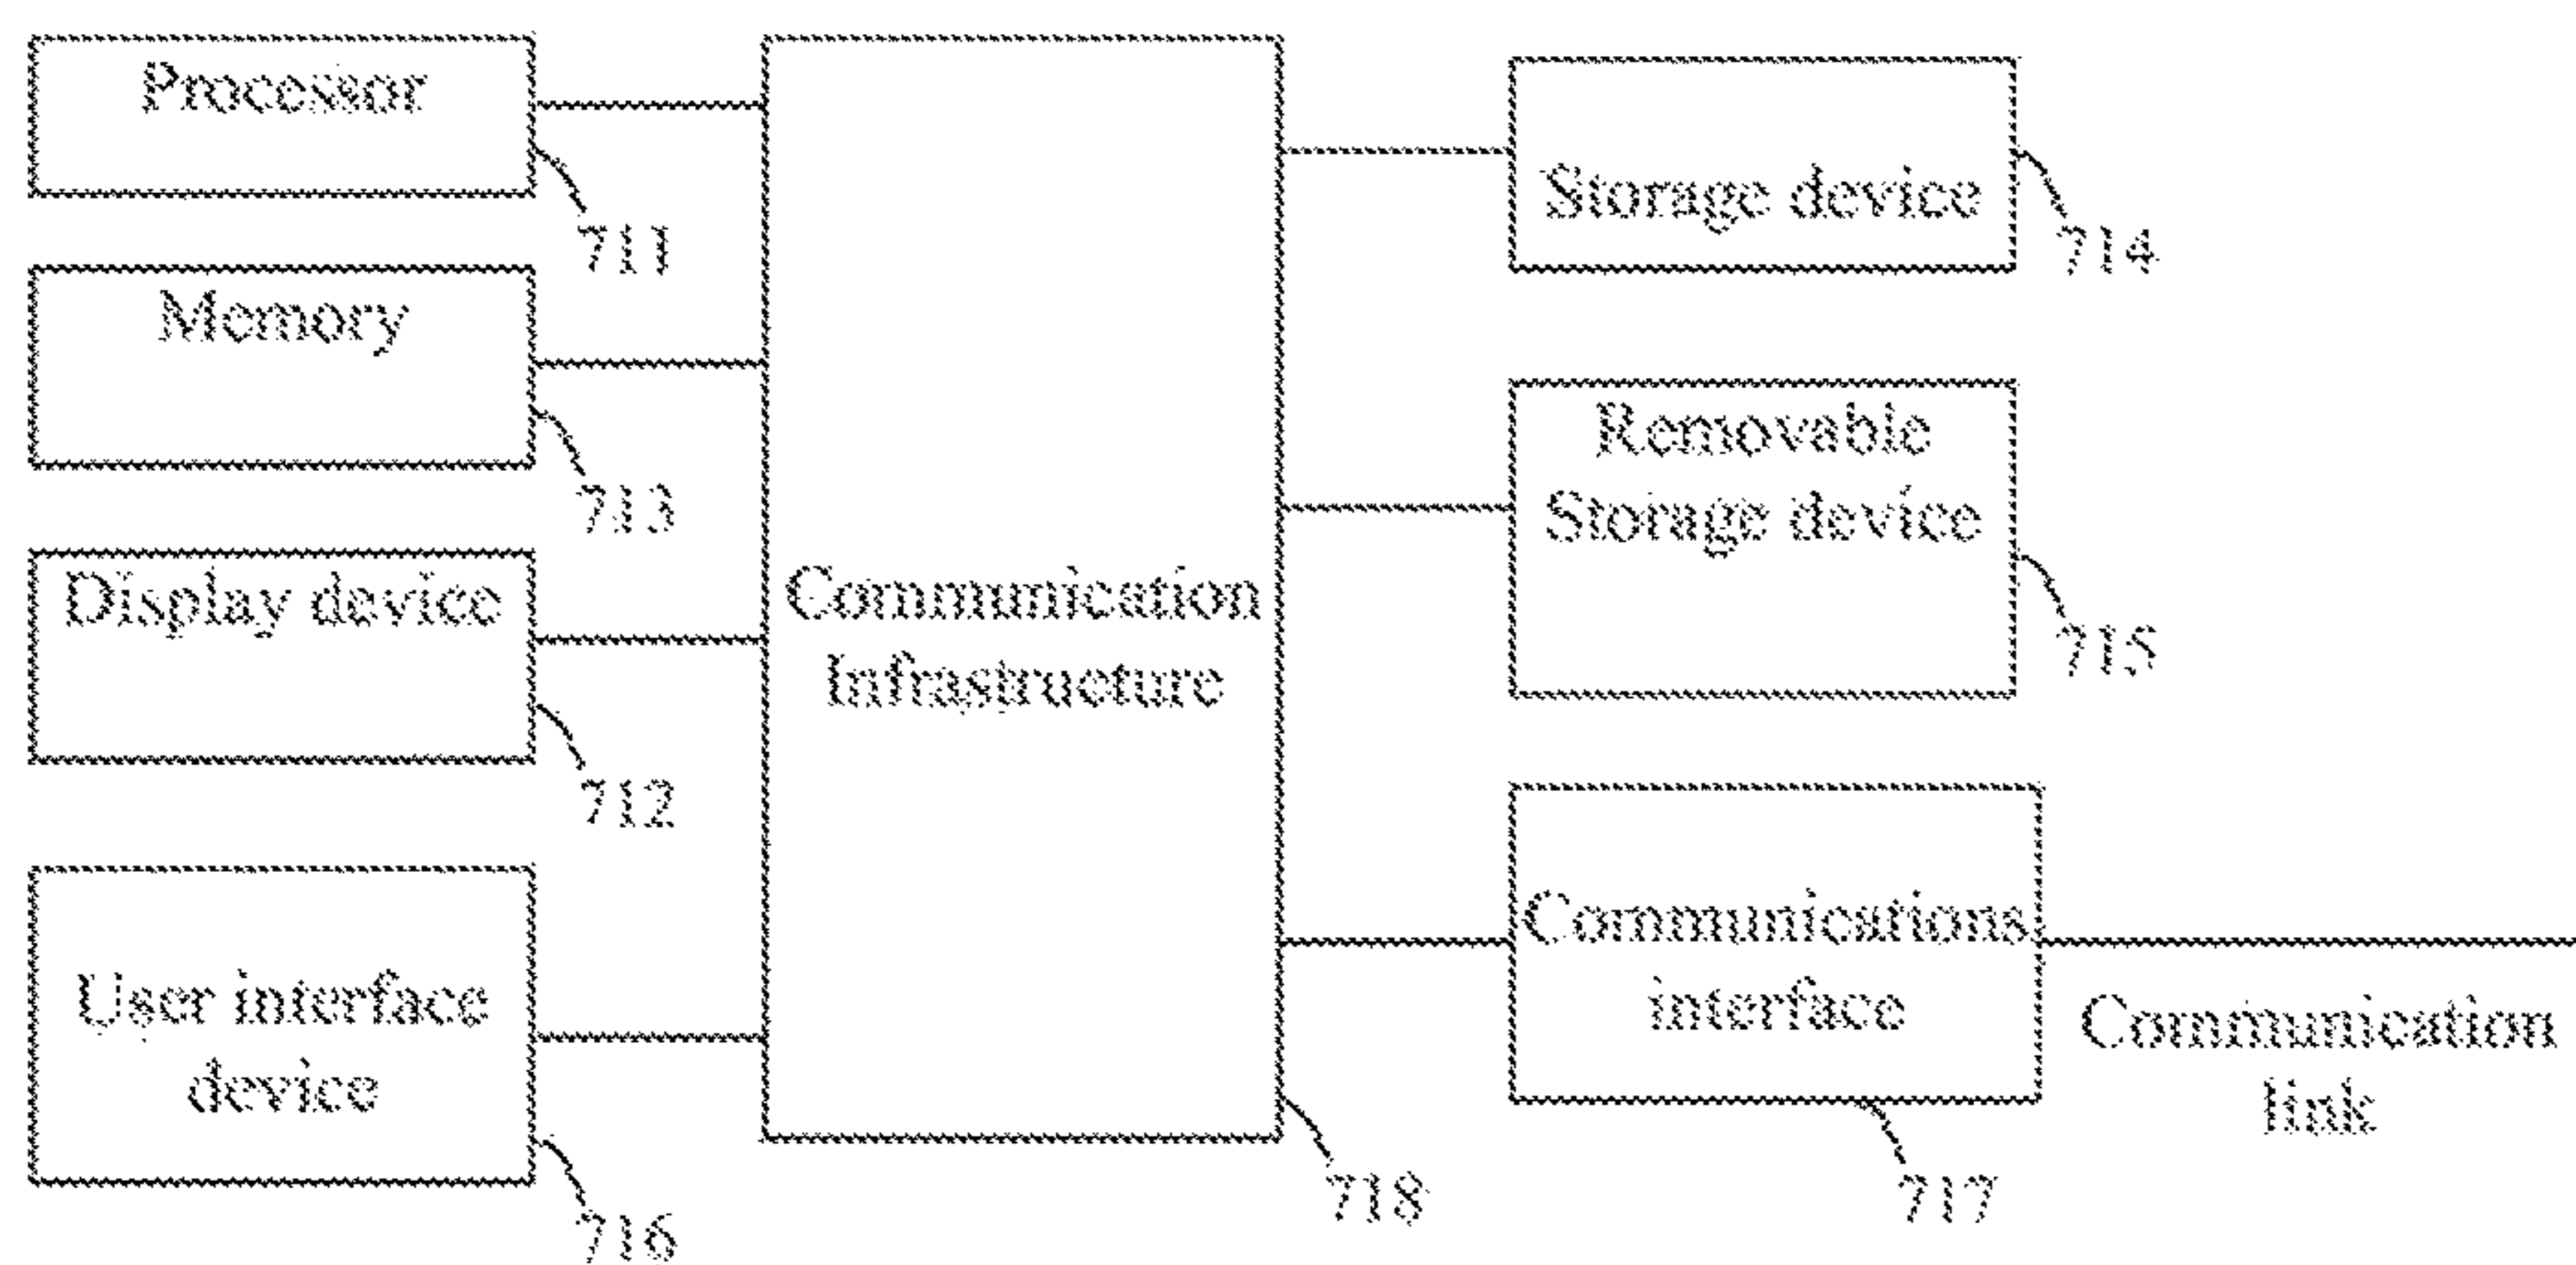 Processor
711
Memory
713
Display device
712
User interface
device
716
Communication
Infrastructure
718
Storage device
714
Removable
Storage device
715
Communications
interface
717
Communication
link